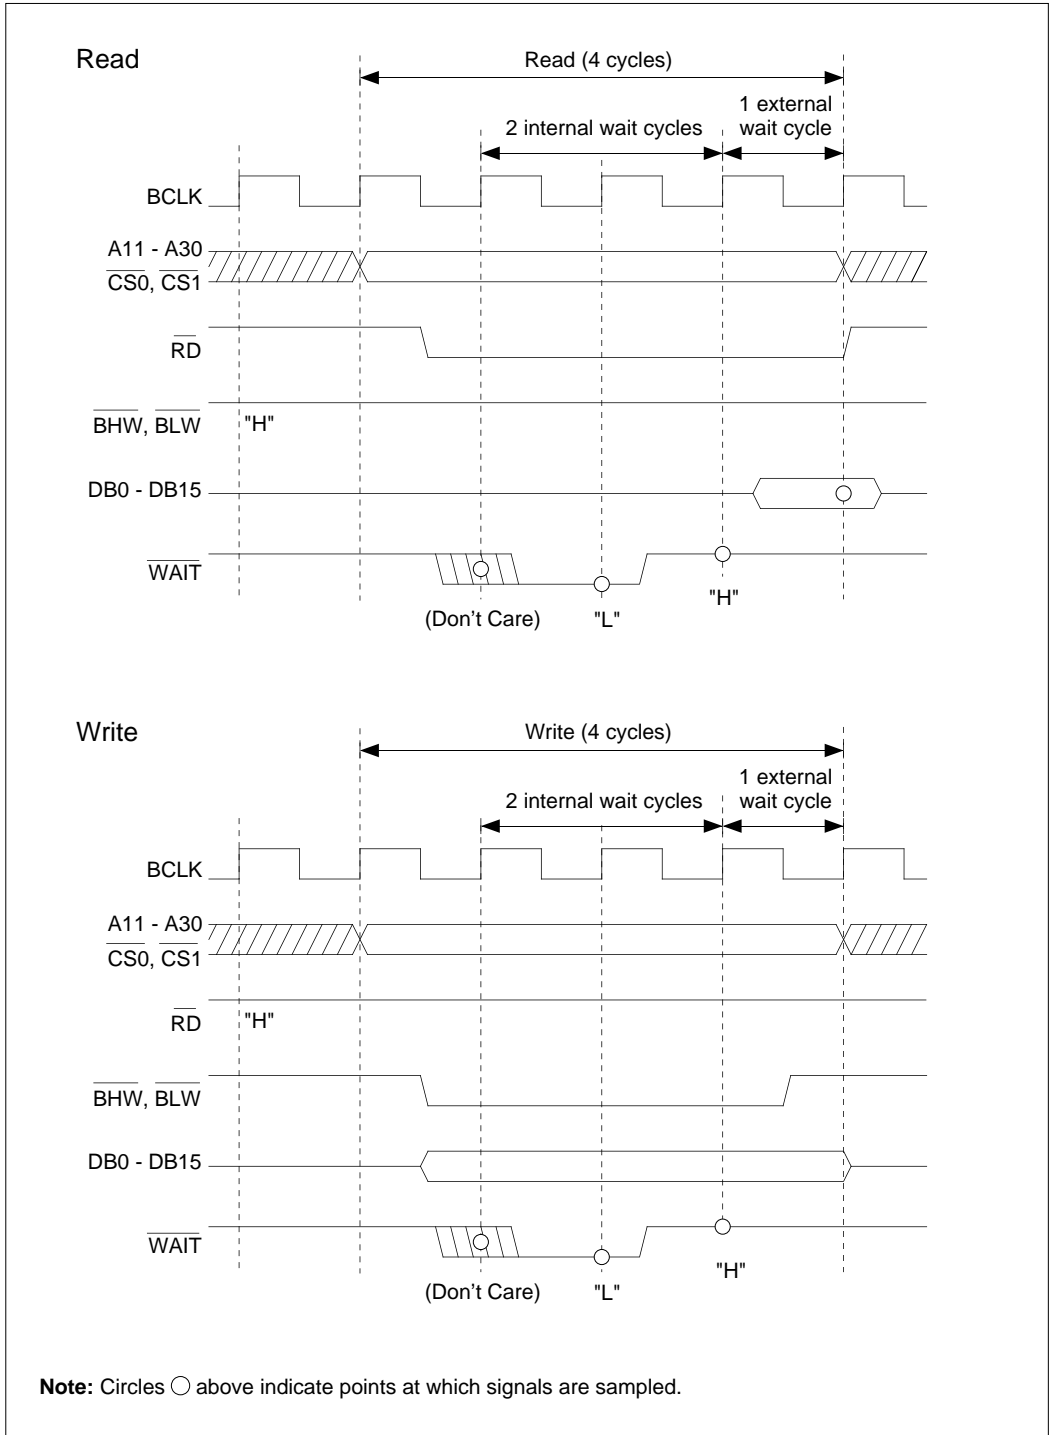 Read
Read (4 cycles)
1 external
2 internal wait cycles wait cycle
BCLK
A11 - A30
CS0, CS1
RD
BHW, BLW "H"
DB0 - DB15
WAIT
(Don't Care) "L" "H"
Write
Write (4 cycles)
1 external
2 internal wait cycles wait cycle
BCLK
A11 - A30
CS0, CS1
RD "H"
BHW, BLW
DB0 - DB15
WAIT
(Don't Care) "L" "H"
Note: Circles ○ above indicate points at which signals are sampled.